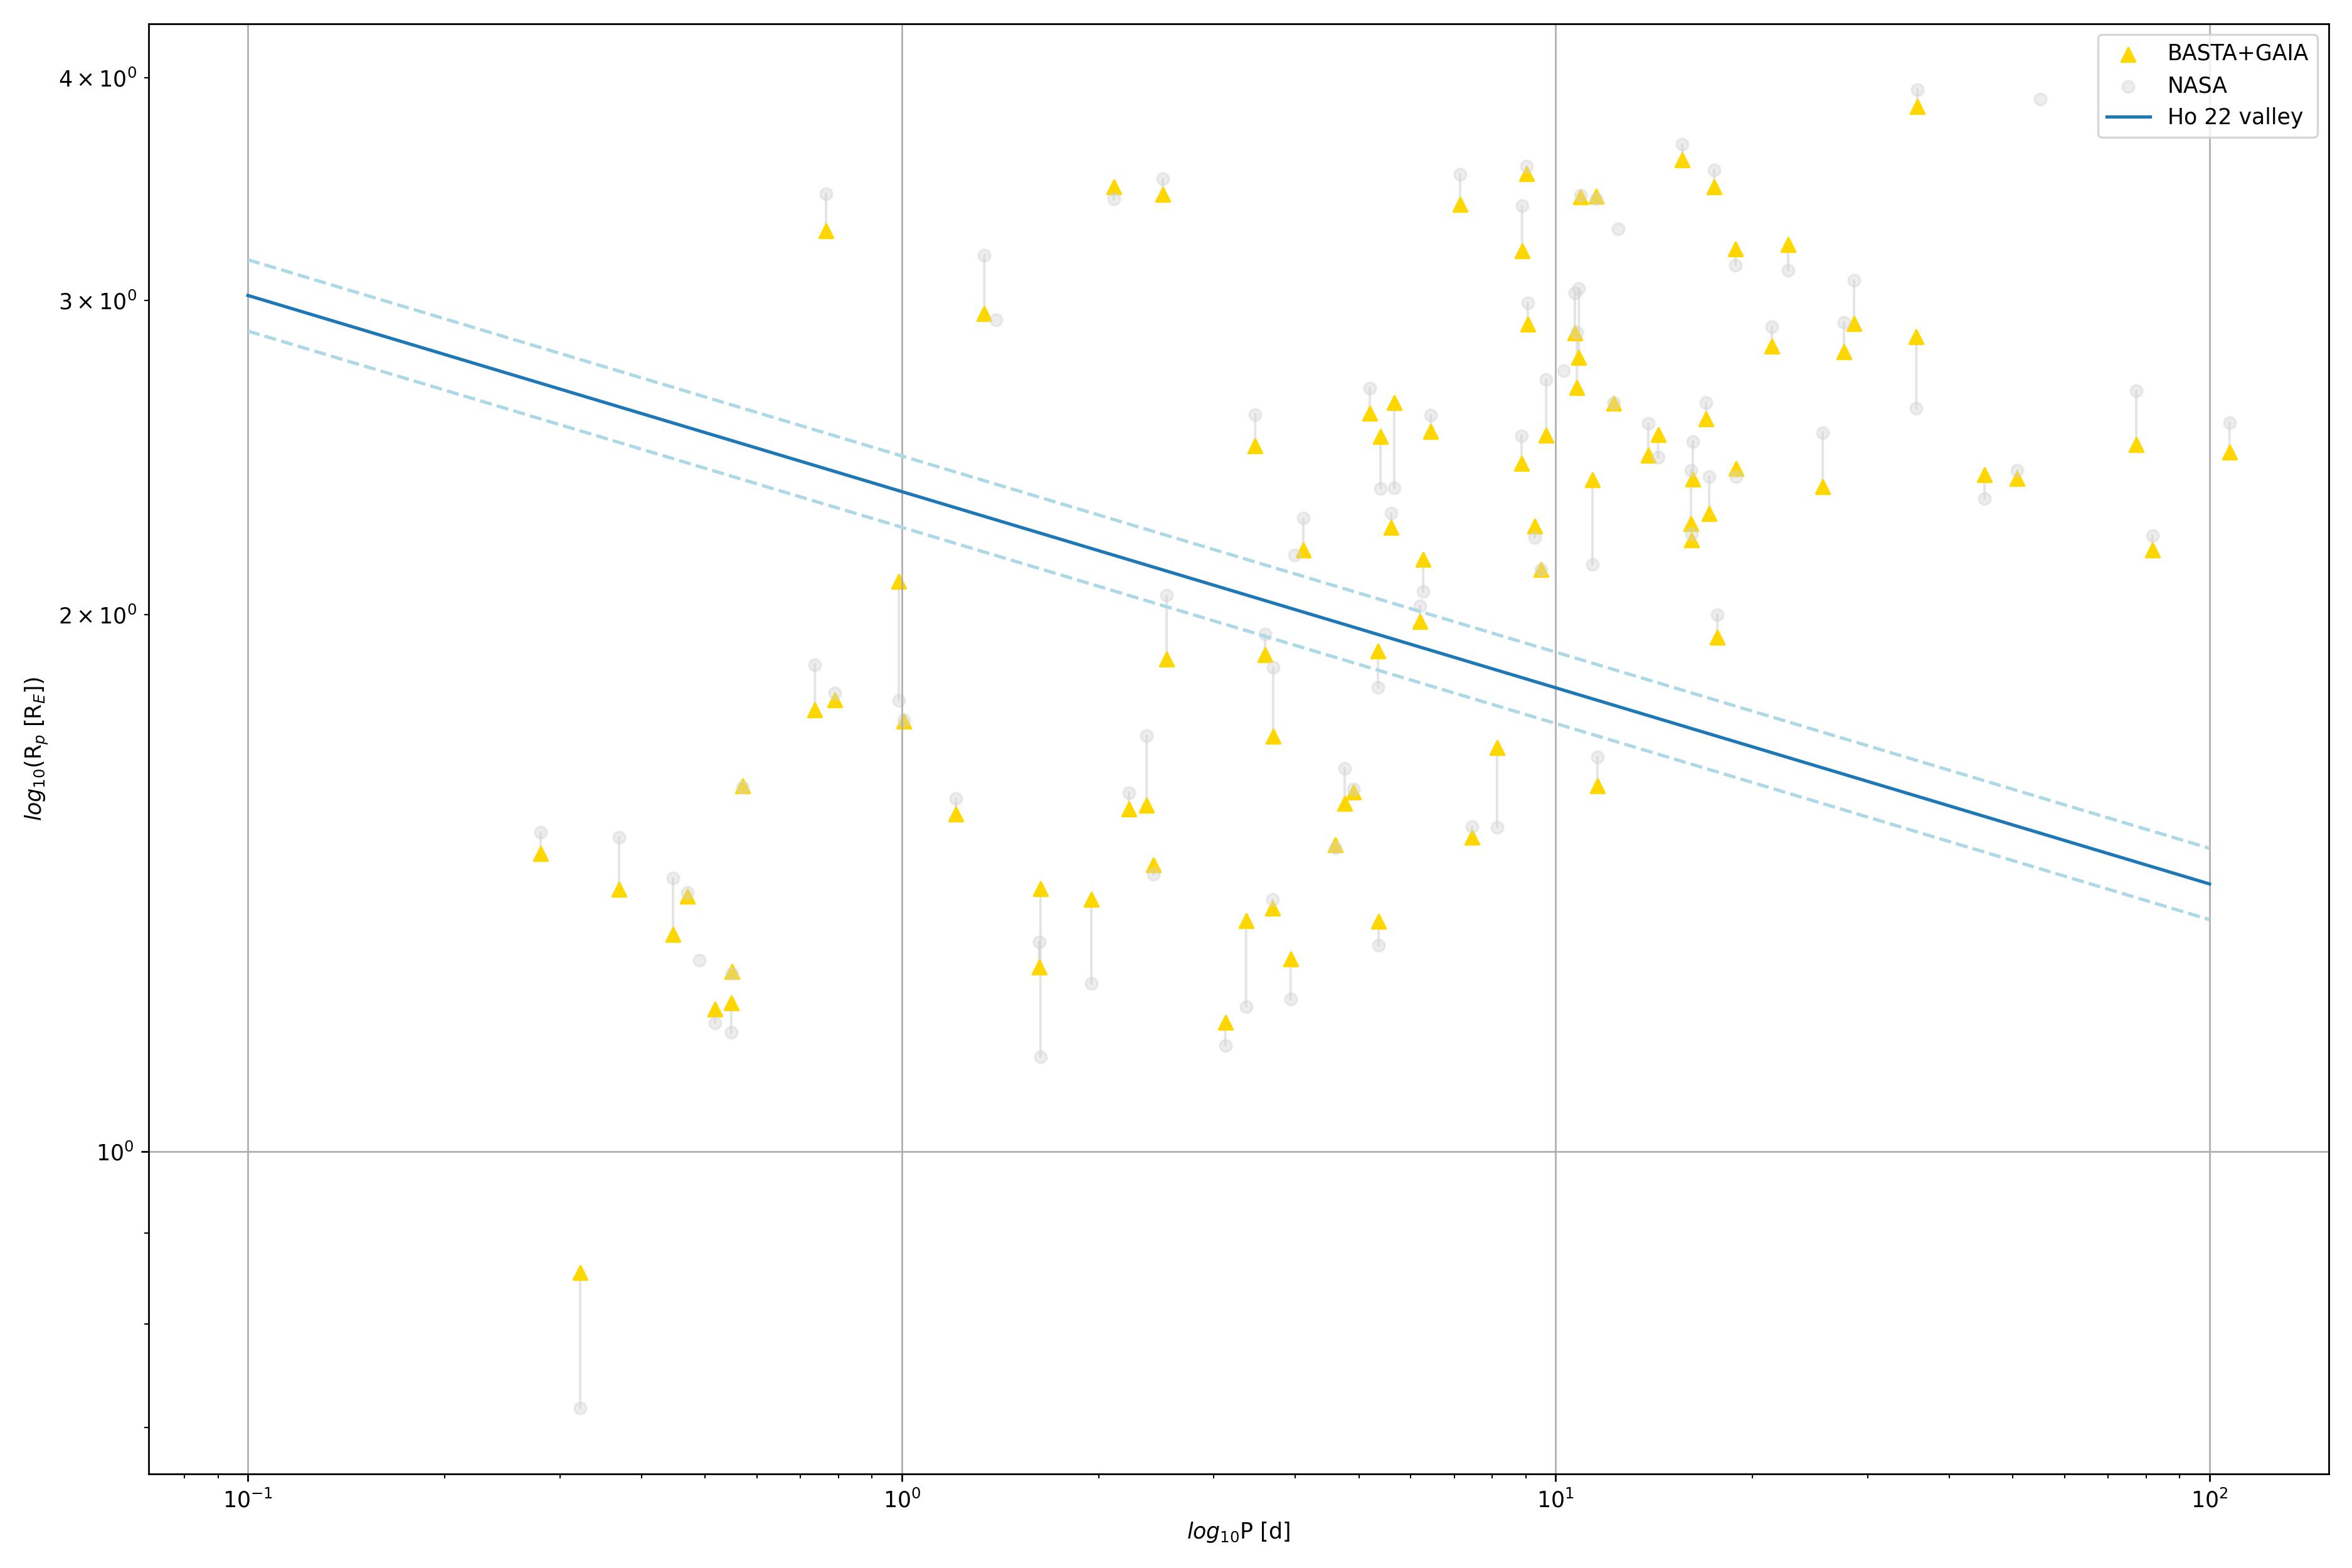 BASTA+GAIA
NASA
Ho 22 valley
4 × 10⁰
3 × 10⁰
2 × 10⁰
10⁰
log₁₀(Rₚ [R_E])
10⁻¹
10⁰
10¹
10²
log₁₀P [d]